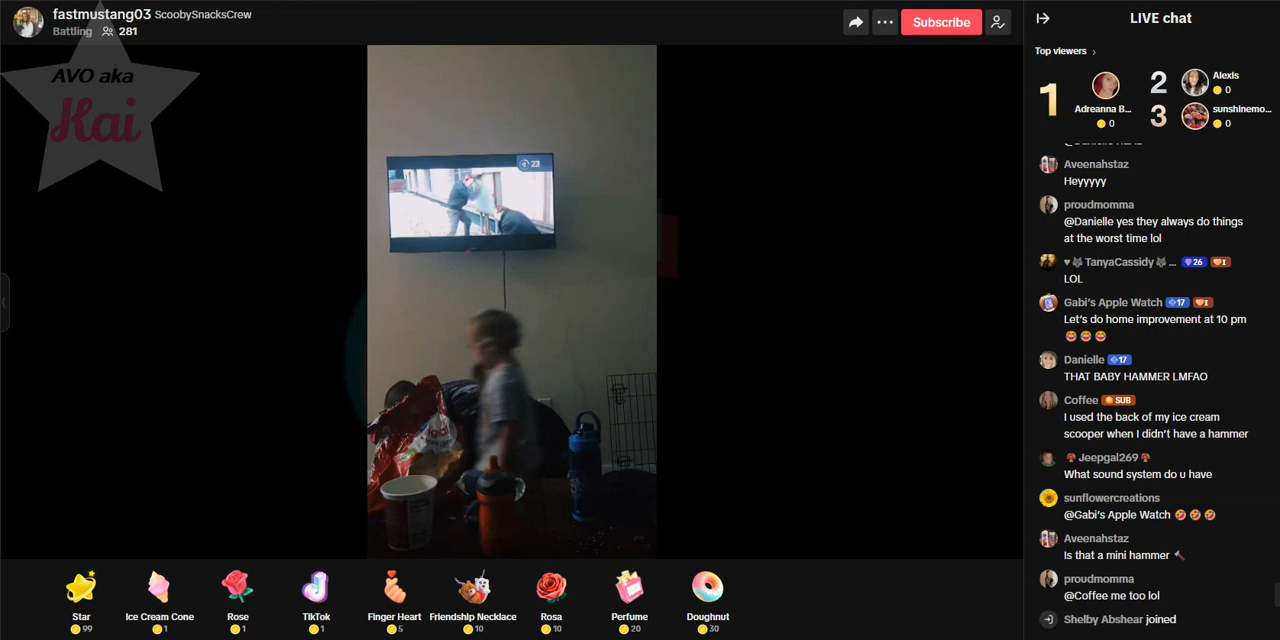 fastmustang03 ScoobySnacksCrew
Battling 281
Subscribe
AVO aka
Kai
23
LIVE chat
Top viewers
1
Adreanna B...
0
2
Alexis
0
3
sunshinemo...
0
Aveenahstaz
Heyyyyy
proudmomma
@Danielle yes they always do things
at the worst time lol
TanyaCassidy ... 26 I
LOL
Gabi's Apple Watch 17 I
Let's do home improvement at 10 pm
Danielle 17
THAT BABY HAMMER LMFAO
Coffee SUB
I used the back of my ice cream
scooper when I didn't have a hammer
Jeepgal269
What sound system do u have
sunflowercreations
@Gabi's Apple Watch
Aveenahstaz
Is that a mini hammer
proudmomma
@Coffee me too lol
Shelby Abshear joined
Star
99
Ice Cream Cone
1
Rose
1
TikTok
1
Finger Heart
5
Friendship Necklace
10
Rosa
10
Perfume
20
Doughnut
30